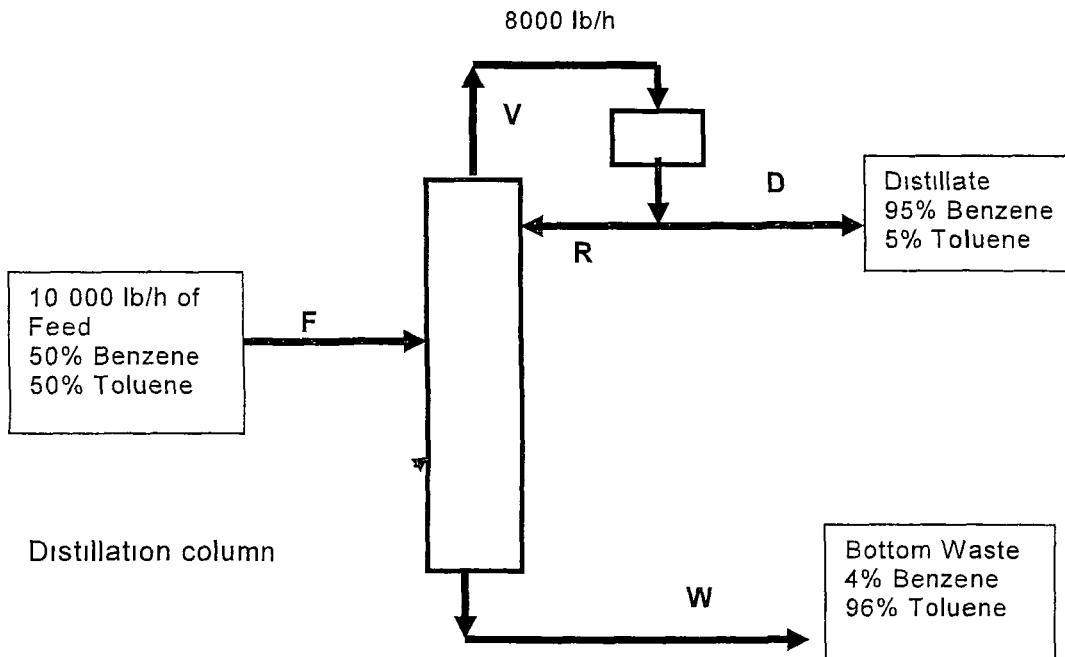 8000 lb/h
V
D
Distillate
95% Benzene
5% Toluene
R
10 000 lb/h of
Feed
50% Benzene
50% Toluene
F
Distillation column
W
Bottom Waste
4% Benzene
96% Toluene